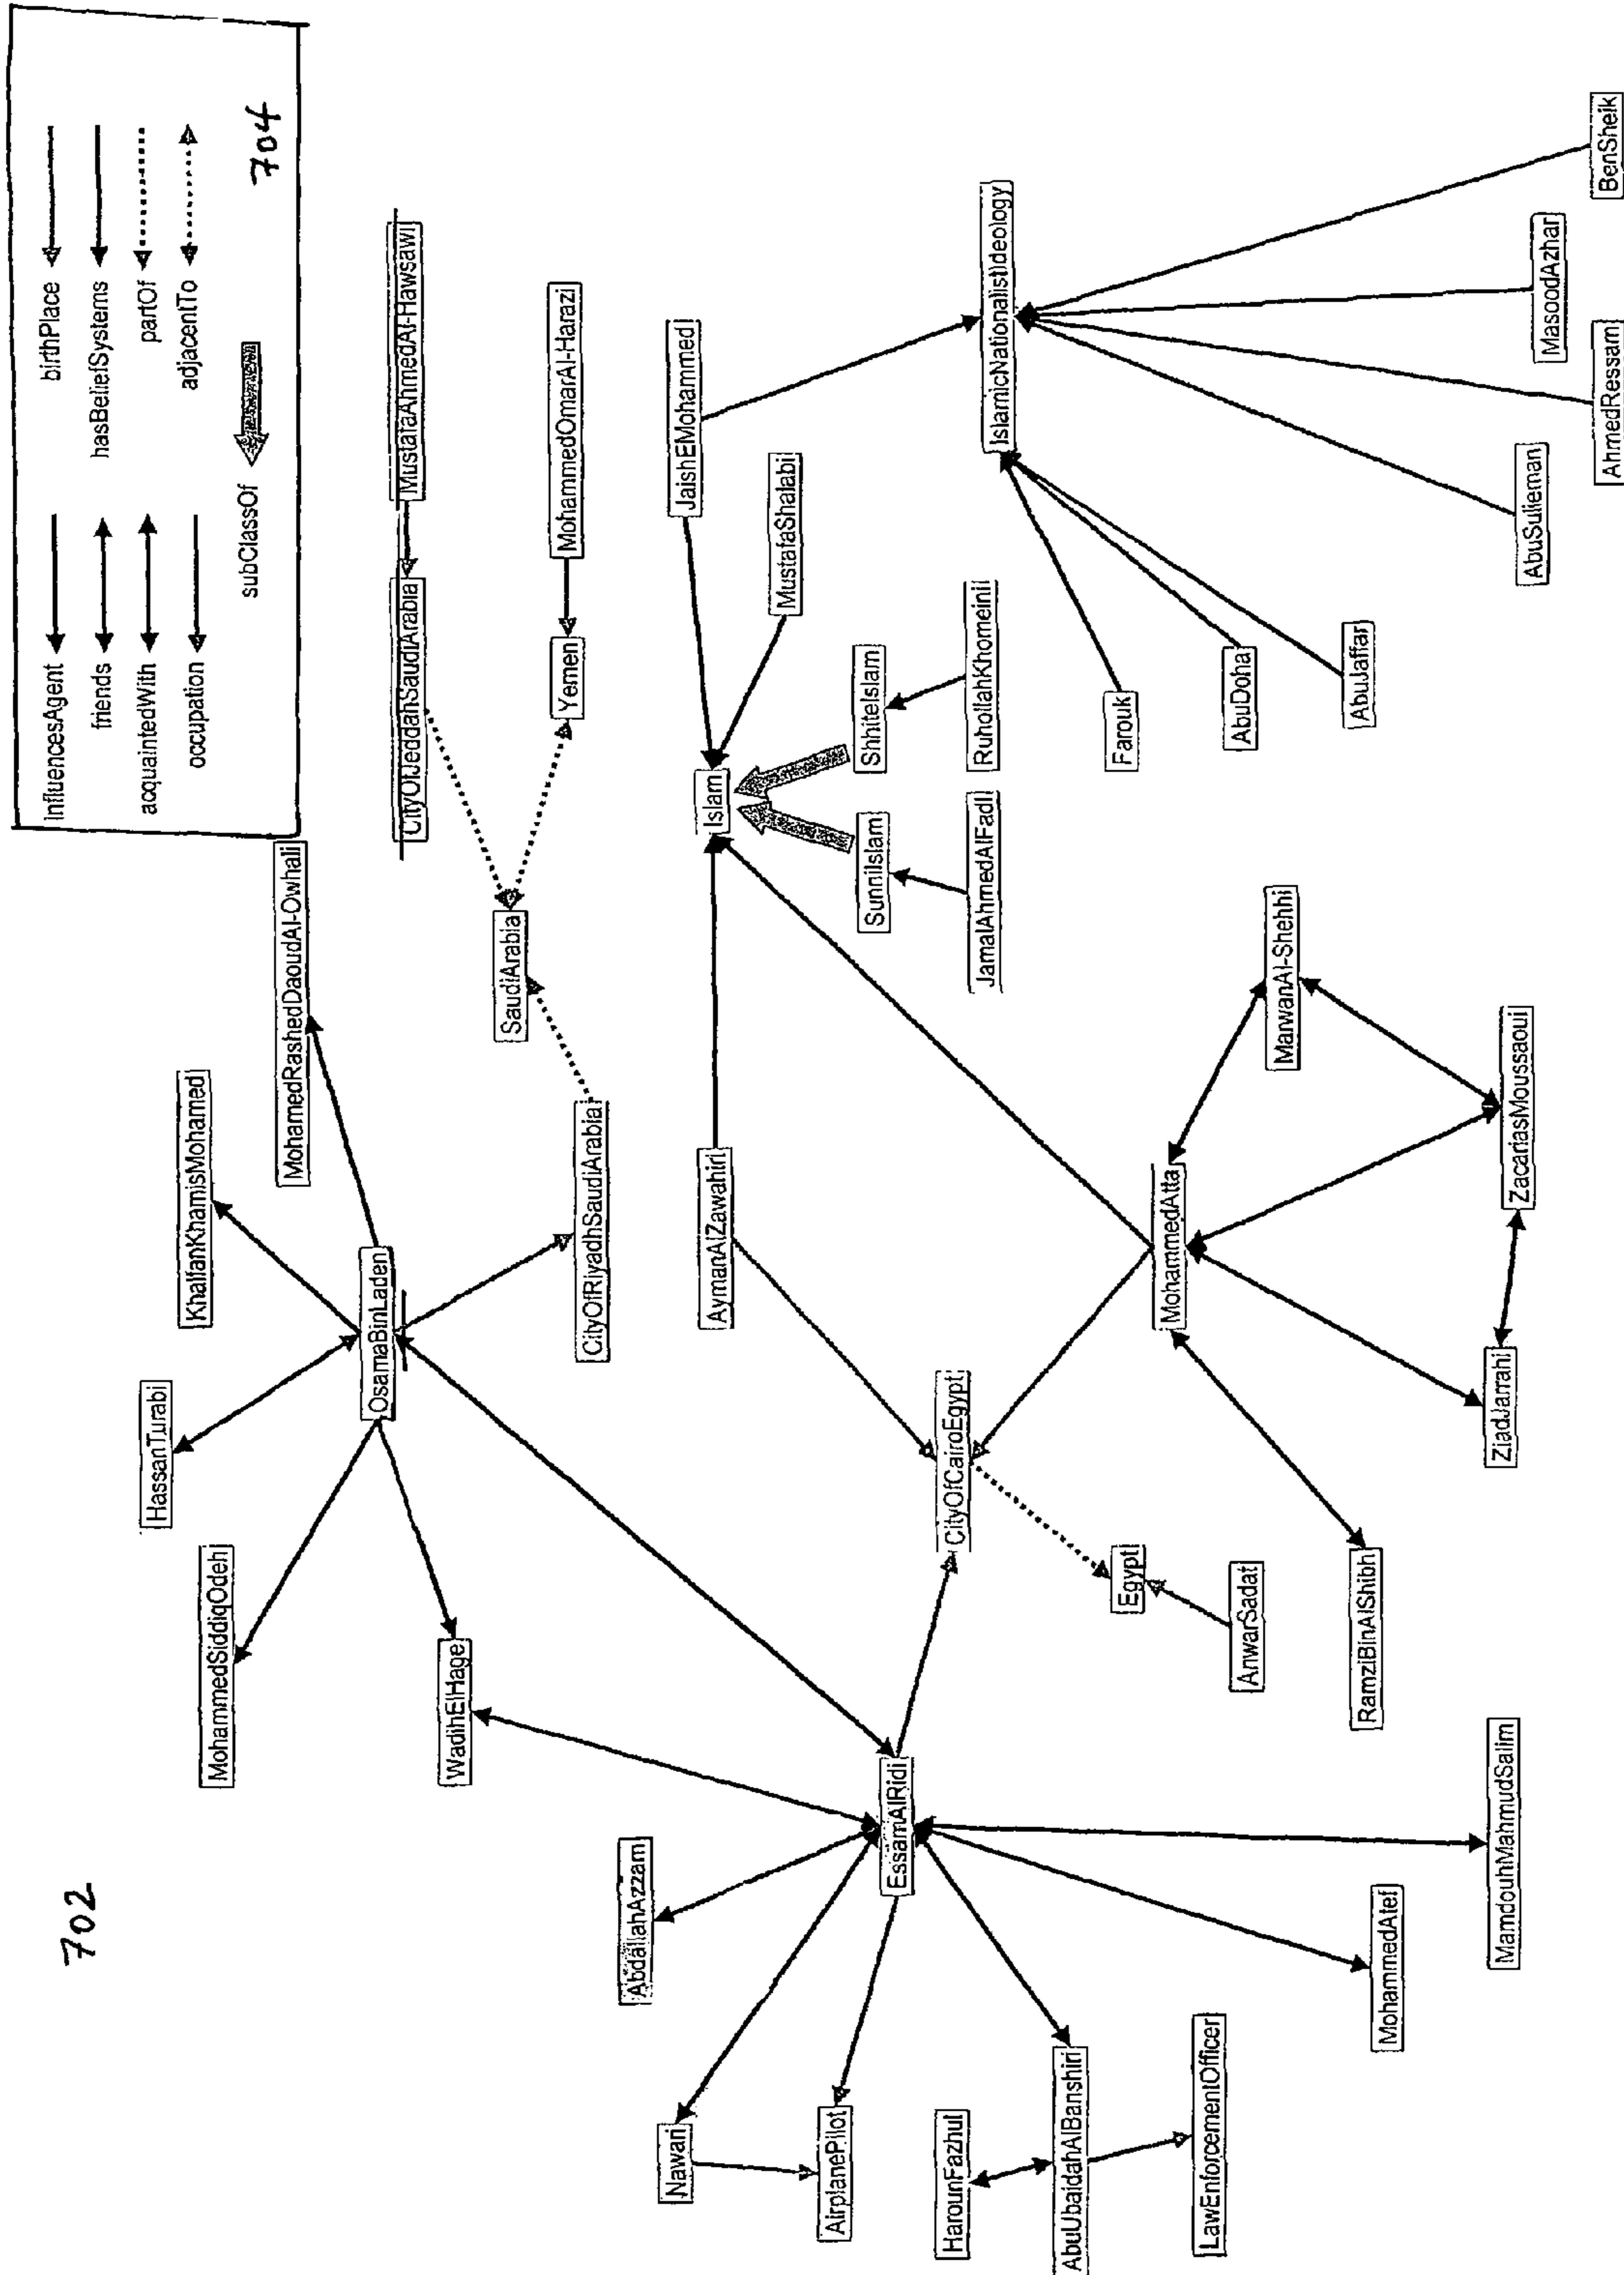 702
704
InfluencesAgent
friends
acquaintedWith
occupation
birthPlace
hasBeliefSystems
partOf
adjacentTo
subClassOf
MohammedSiddiqOdeh
HassanTurabi
KhalfanKhamisMohamed
MohamedRashedDaoudAl-Owhali
OsamaBinLaden
WadihElHage
CityOfRiyadhSaudiArabia
SaudiArabia
CityOfJeddahSaudiArabia
MustafaAhmedAl-Hawsawi
Yemen
MohammedOmarAl-Harazi
AbdallahAzzam
Nawari
AirplanePilot
EssamAlRidi
HarounFazhul
AbuUbaidahAlBanshiri
LawEnforcementOfficer
MohammedAtef
MamdouhMahmudSalim
AymanAlZawahiri
CityOfCairoEgypt
Egypt
AnwarSadat
MohammedAtta
RamziBinAlShibh
ZiadJarrahi
ZacariasMoussaoui
MarwanAl-Shehhi
Islam
JaishEMohammed
MustafaShalabi
SunniIslam
ShhiteIslam
JamalAhmedAlFadl
RuhollahKhomeinil
IslamicNationalistIdeology
Farouk
AbuDoha
AbuJaffar
AbuSulieman
AhmedRessam
MasoodAzhar
BenSheik